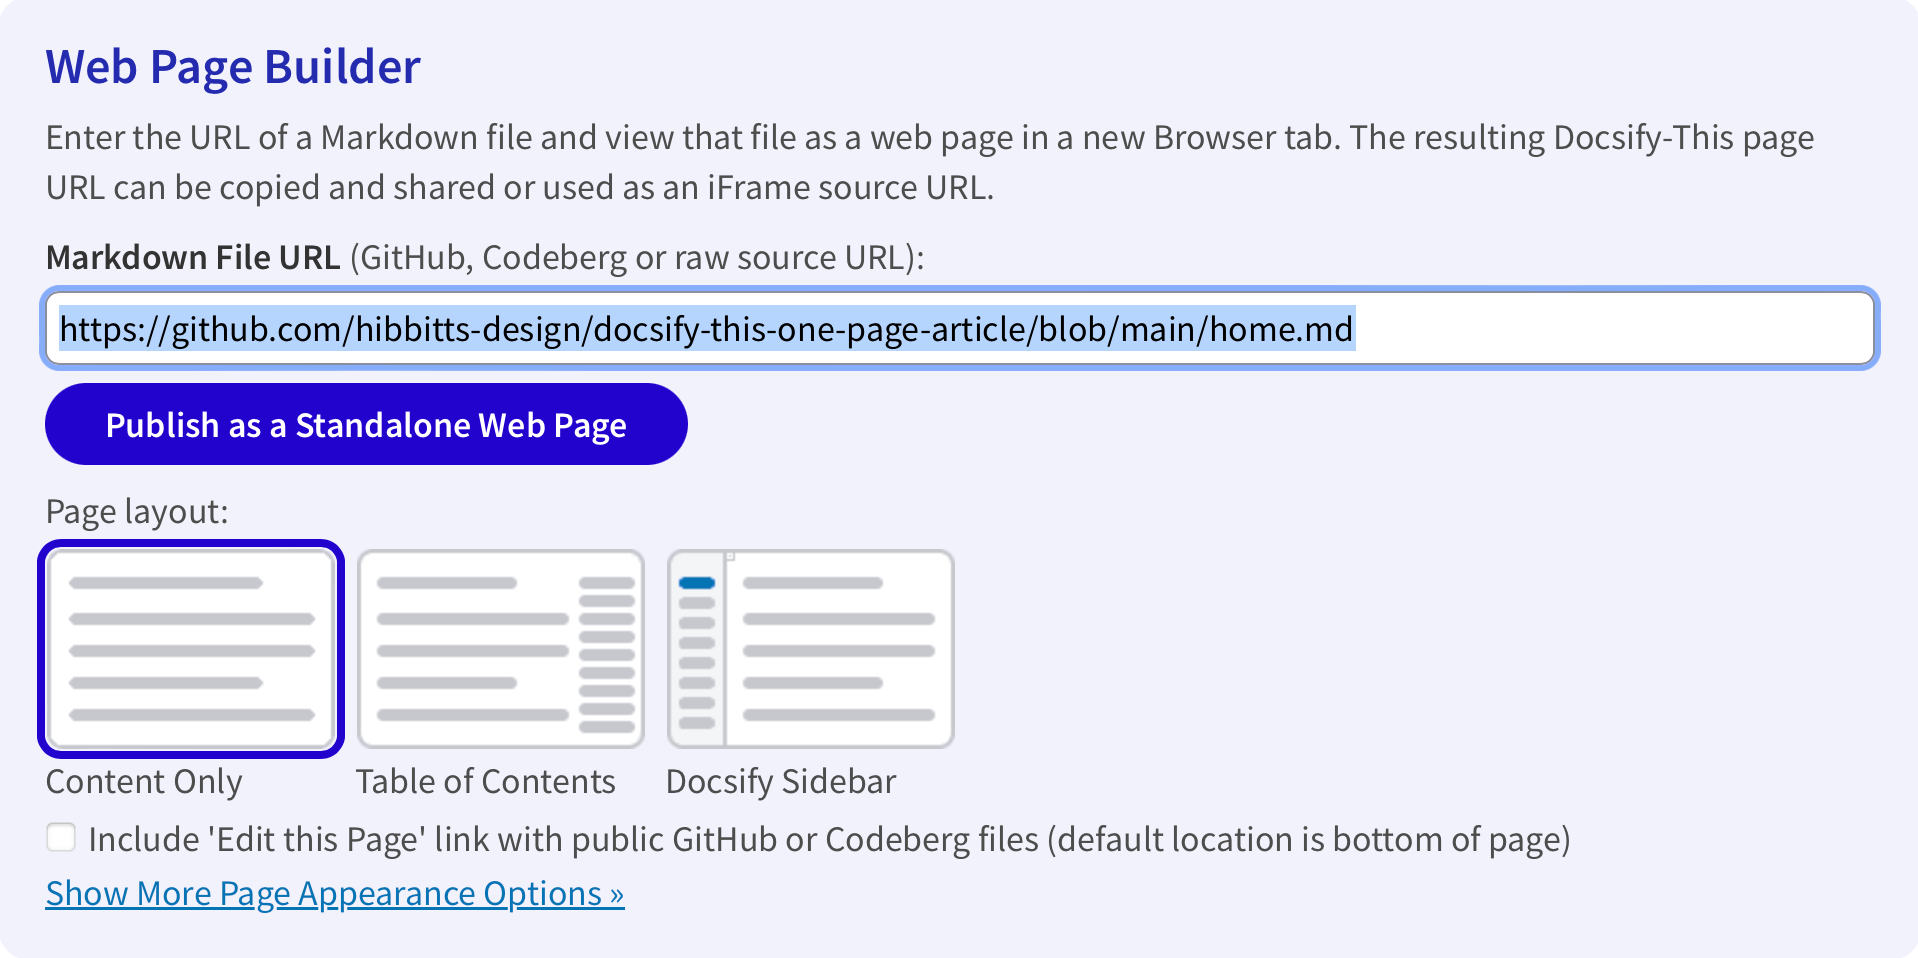 Web Page Builder
Enter the URL of a Markdown file and view that file as a web page in a new Browser tab. The resulting Docsify-This page
URL can be copied and shared or used as an iFrame source URL.
Markdown File URL (GitHub, Codeberg or raw source URL):
https://github.com/hibbitts-design/docsify-this-one-page-article/blob/main/home.md
Publish as a Standalone Web Page
Page layout:
Content Only
Table of Contents
Docsify Sidebar
Include 'Edit this Page' link with public GitHub or Codeberg files (default location is bottom of page)
Show More Page Appearance Options »